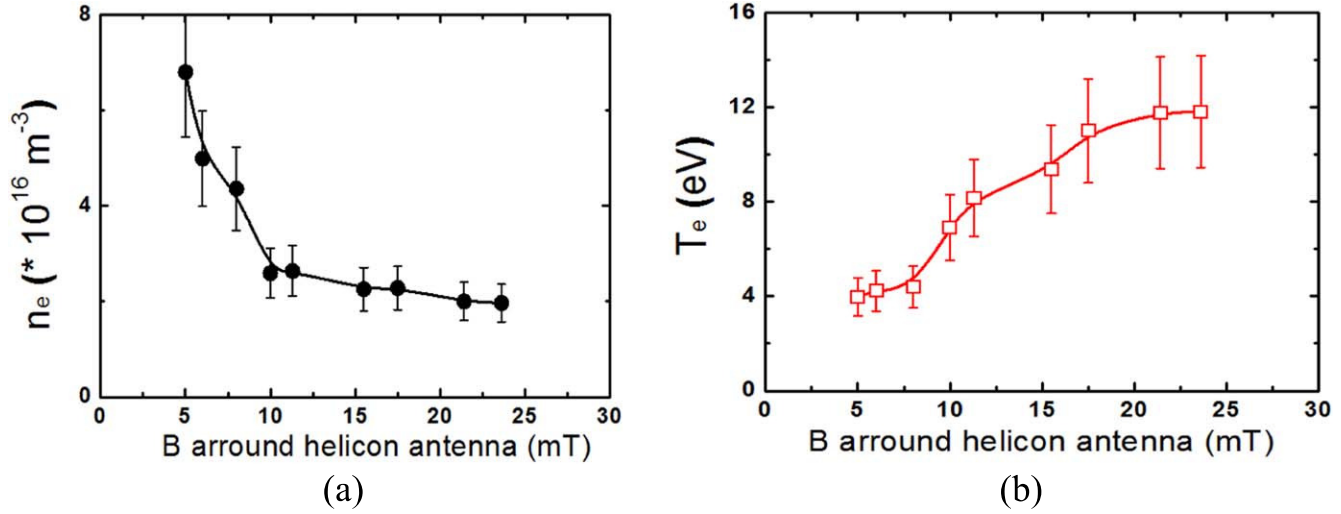 8
4
0
0 5 10 15 20 25 30
nₑ (* 10¹⁶ m⁻³)
B arround helicon antenna (mT)
(a)
16
12
8
4
0
0 5 10 15 20 25 30
Tₑ (eV)
B arround helicon antenna (mT)
(b)